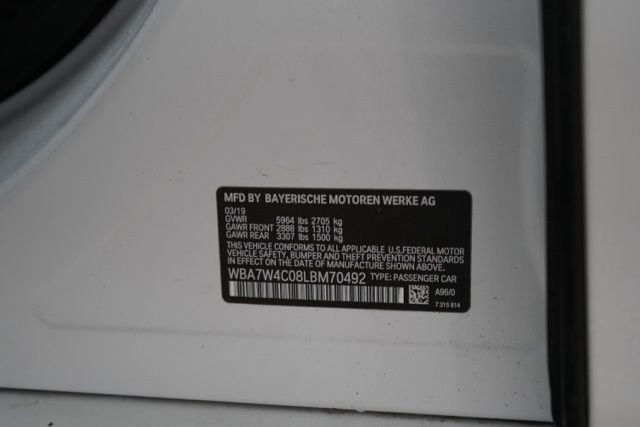 MFD BY BAYERISCHE MOTOREN WERKE AG
03/19
GVWR 5964 lbs 2705 kg
GAWR FRONT 2888 lbs 1310 kg
GAWR REAR 3307 lbs 1500 kg
THIS VEHICLE CONFORMS TO ALL APPLICABLE U.S.FEDERAL MOTOR
VEHICLE SAFETY, BUMPER AND THEFT PREVENTION STANDARDS
IN EFFECT ON THE DATE OF MANUFACTURE SHOWN ABOVE.
WBA7W4C08LBM70492 TYPE: PASSENGER CAR
A96/0
7 315 814